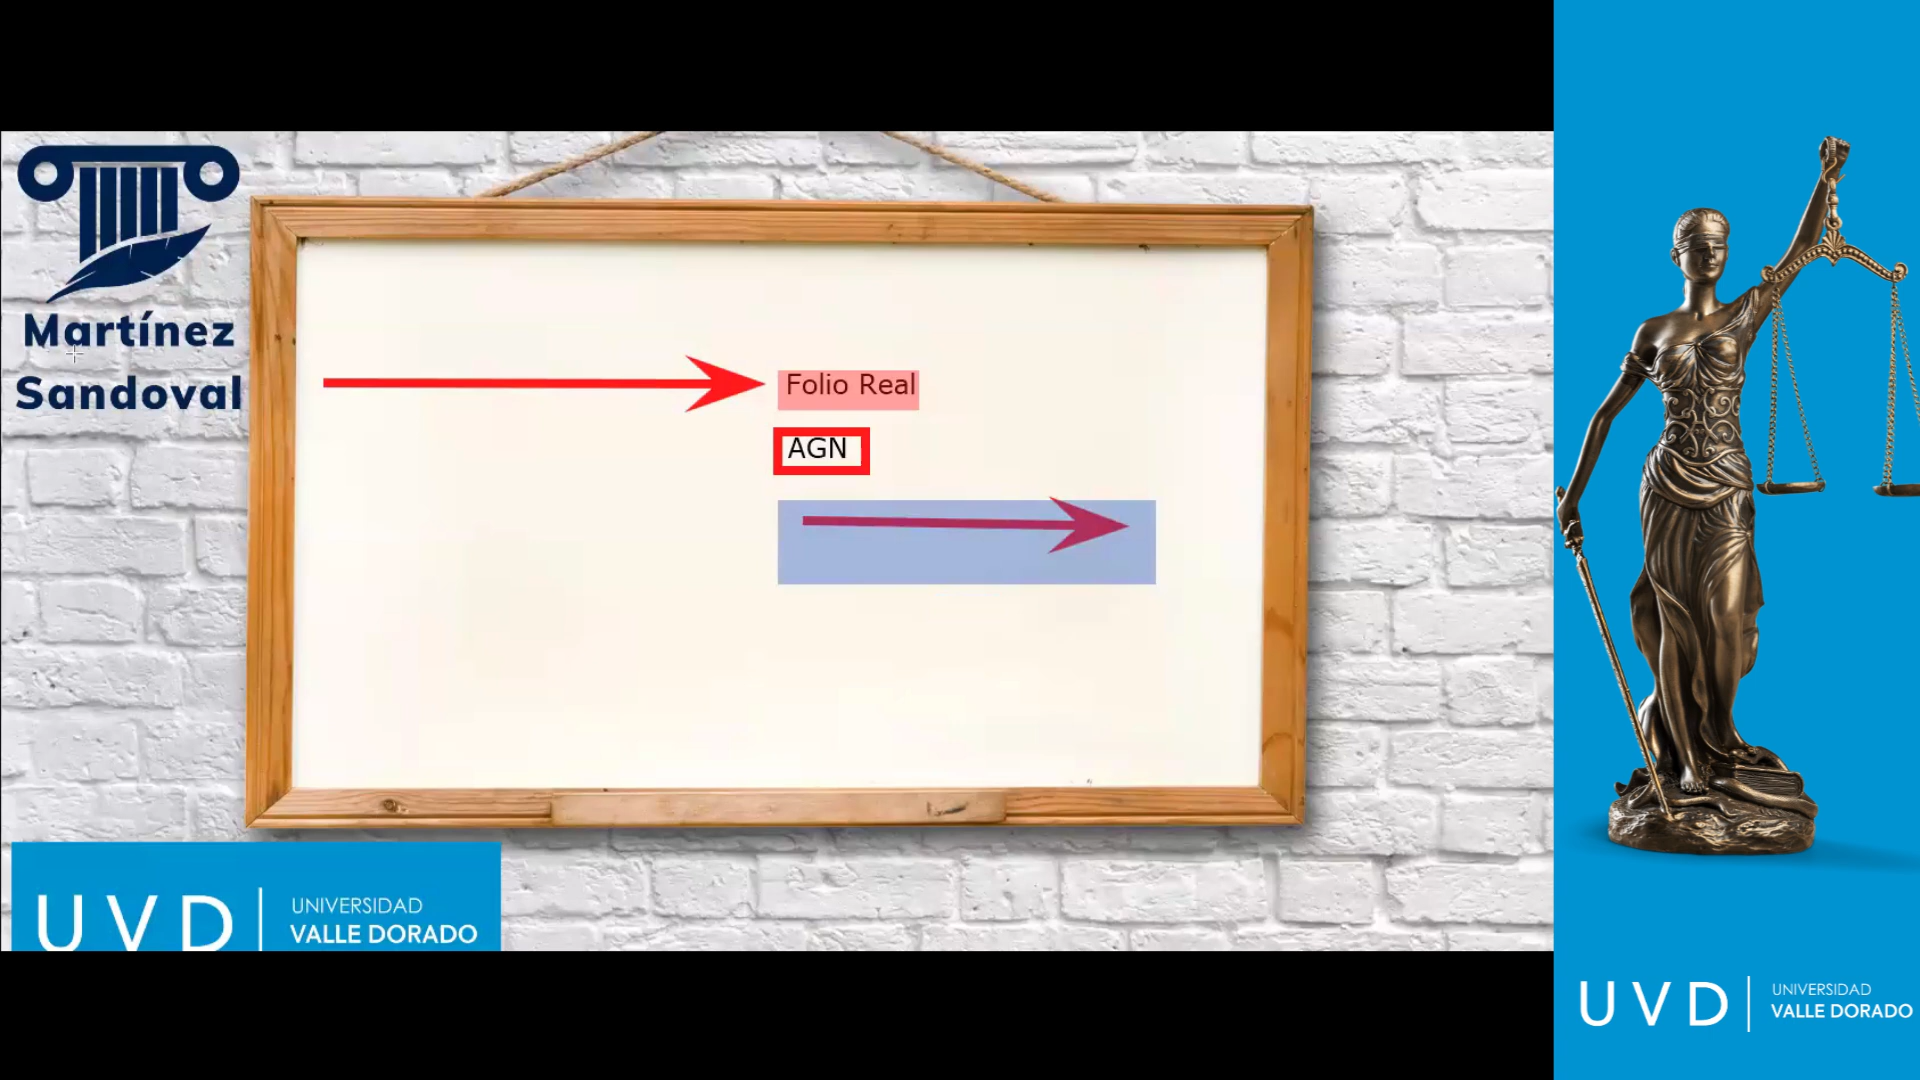 Martínez
Sandoval
Folio Real
AGN
UVD
UNIVERSIDAD
VALLE DORADO
UVD
UNIVERSIDAD
VALLE DORADO